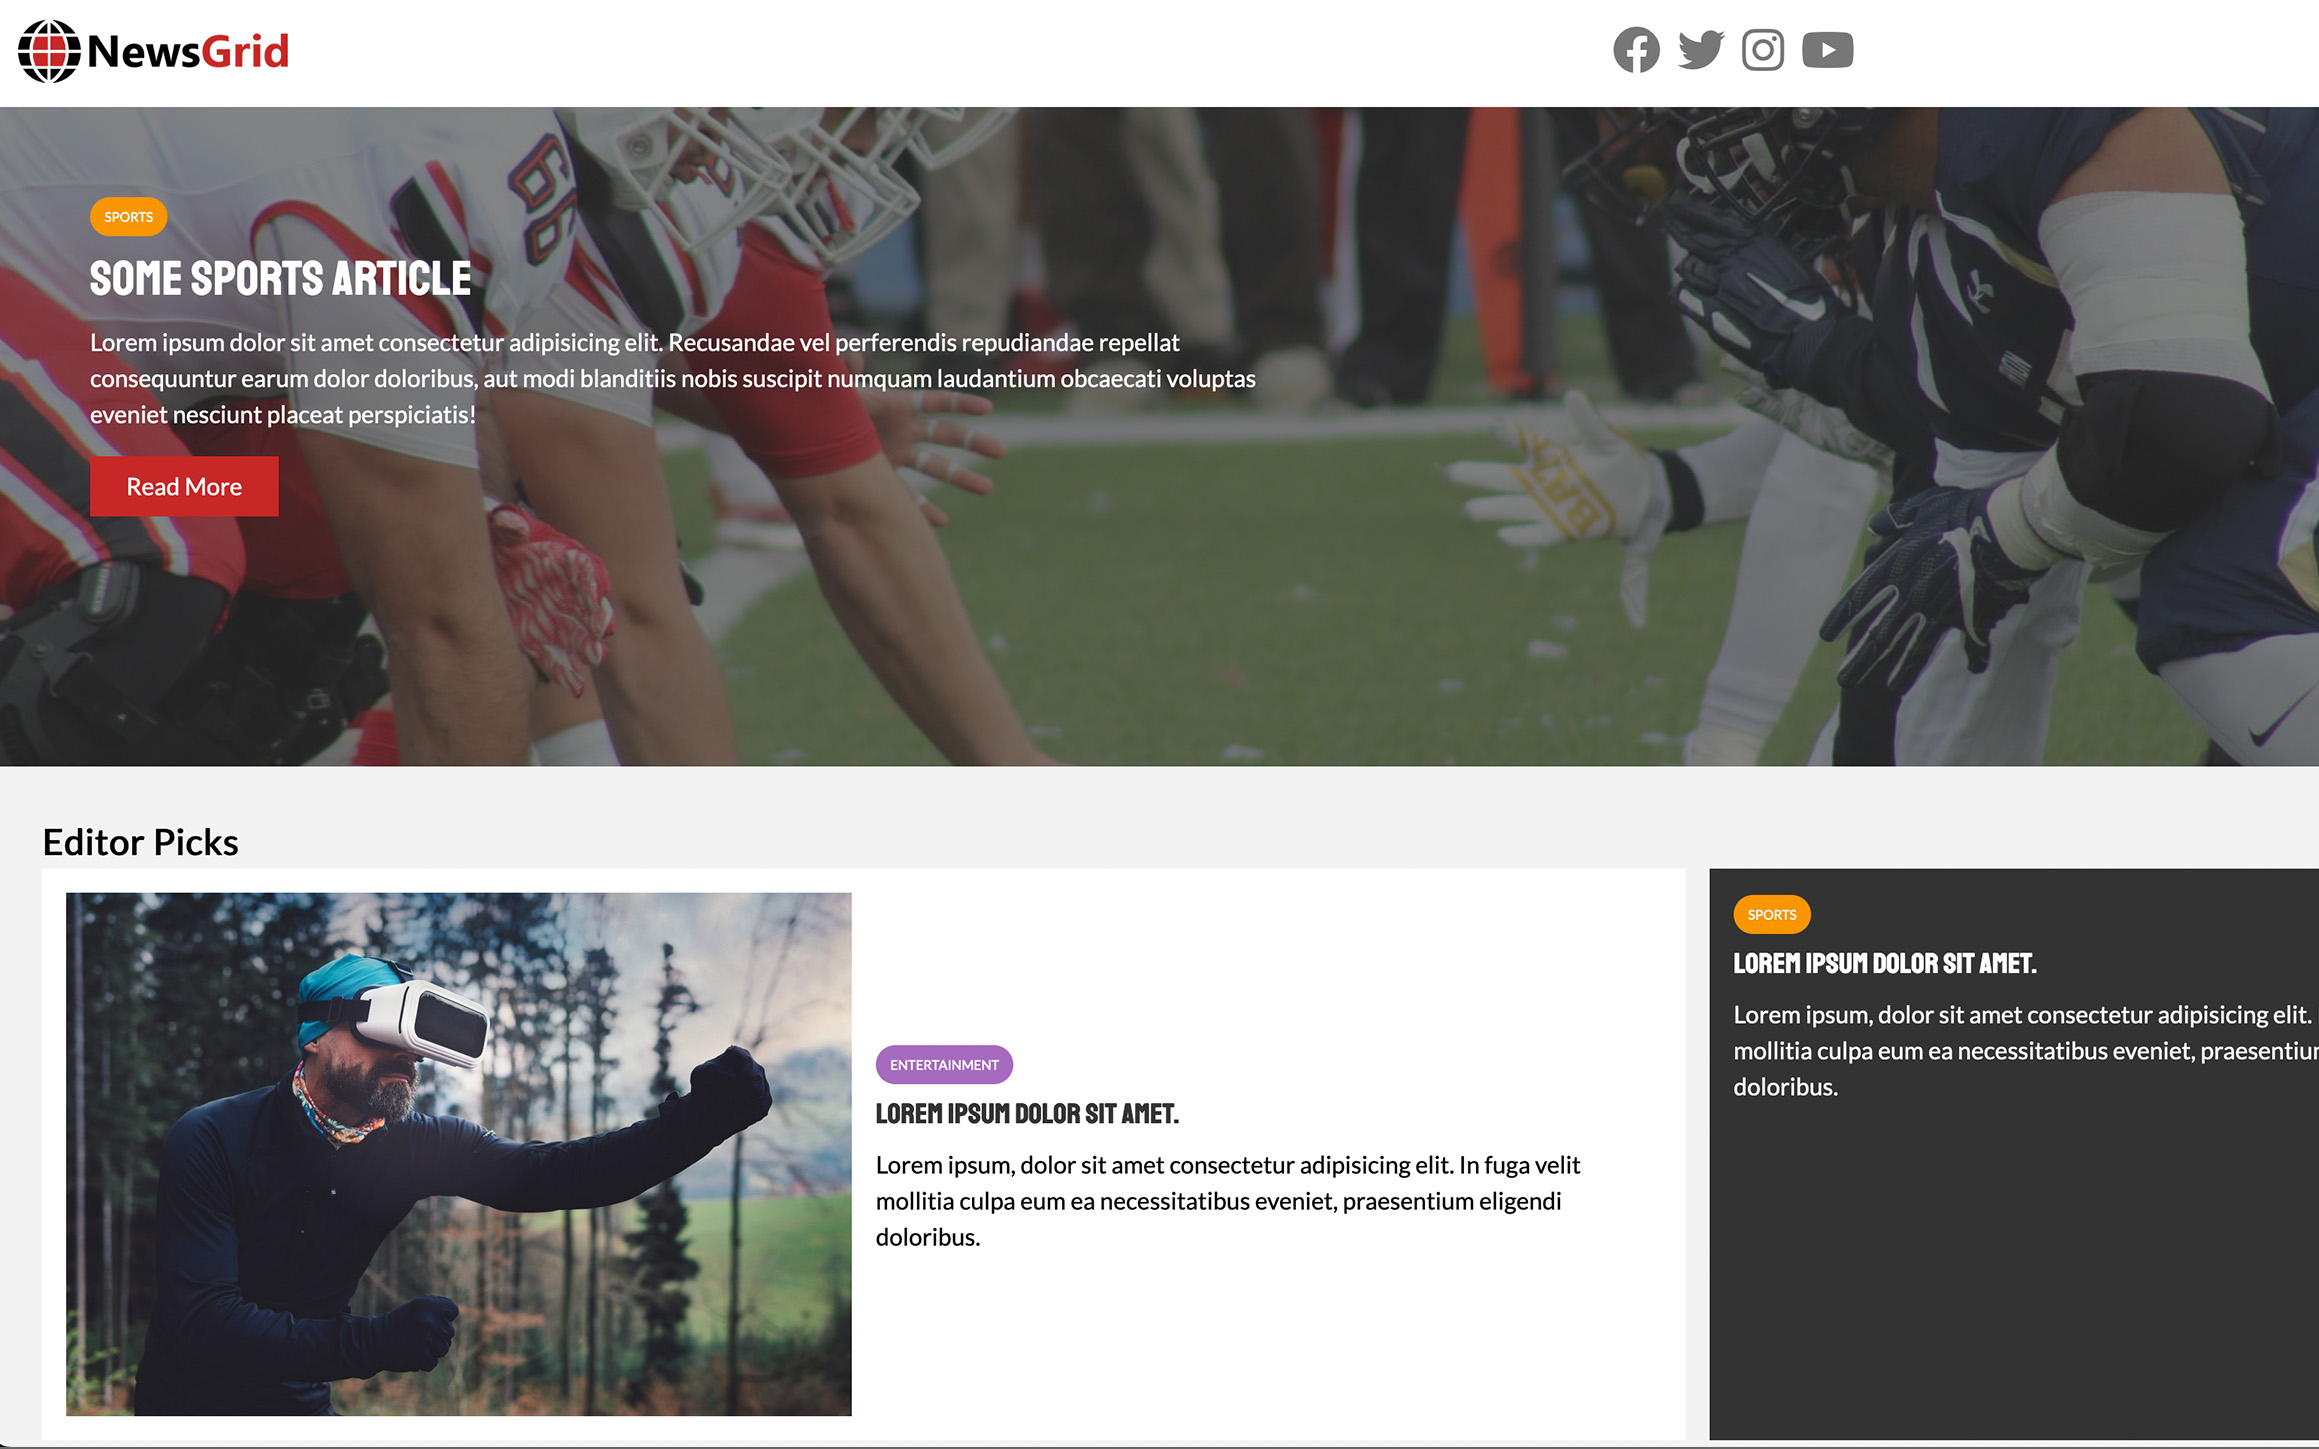 NewsGrid
SPORTS
SOME SPORTS ARTICLE
Lorem ipsum dolor sit amet consectetur adipisicing elit. Recusandae vel perferendis repudiandae repellat
consequuntur earum dolor doloribus, aut modi blanditiis nobis suscipit numquam laudantium obcaecati voluptas
eveniet nesciunt placeat perspiciatis!
Read More
Editor Picks
ENTERTAINMENT
LOREM IPSUM DOLOR SIT AMET.
Lorem ipsum, dolor sit amet consectetur adipisicing elit. In fuga velit
mollitia culpa eum ea necessitatibus eveniet, praesentium eligendi
doloribus.
SPORTS
LOREM IPSUM DOLOR SIT AMET.
Lorem ipsum, dolor sit amet consectetur adipisicing elit.
mollitia culpa eum ea necessitatibus eveniet,
doloribus.